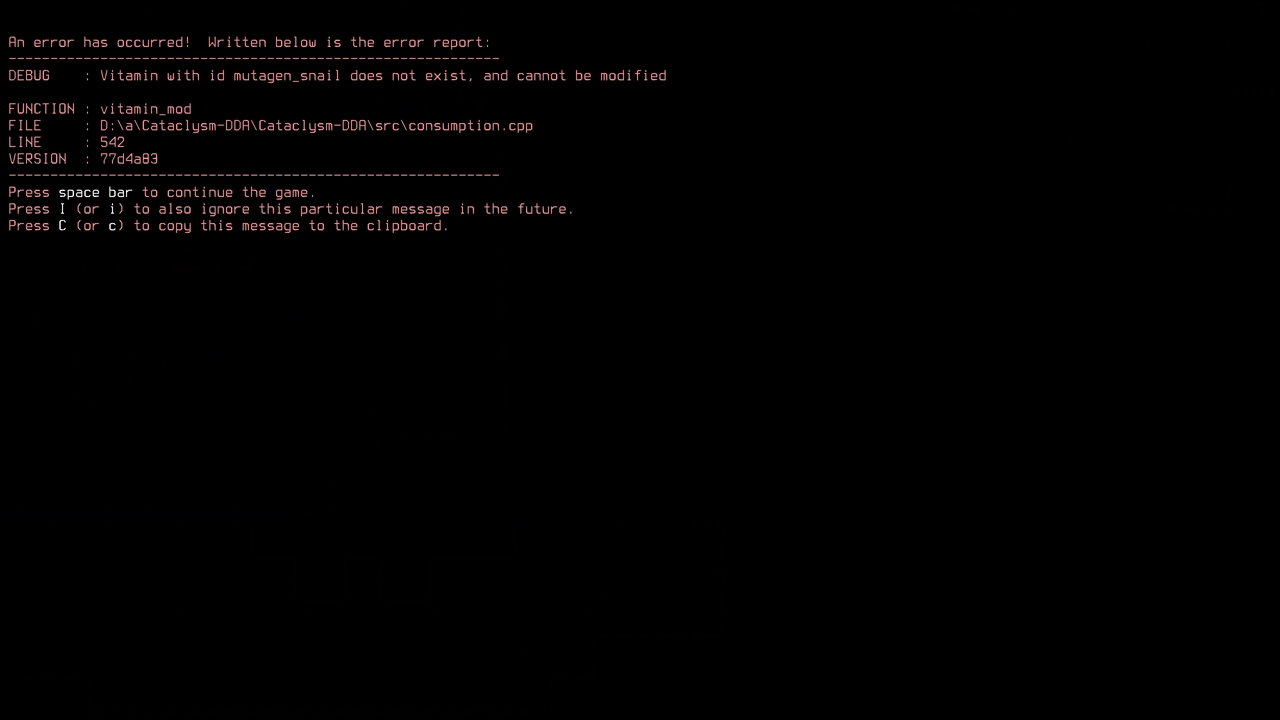 An error has occurred!  Written below is the error report:
-----------------------------------------------------------
DEBUG    : Vitamin with id mutagen_snail does not exist, and cannot be modified
FUNCTION : vitamin_mod
FILE     : D:\a\Cataclysm-DDA\Cataclysm-DDA\src\consumption.cpp
LINE     : 542
VERSION  : 77d4a03
-----------------------------------------------------------
Press space bar to continue the game.
Press I (or i) to also ignore this particular message in the future.
Press C (or c) to copy this message to the clipboard.